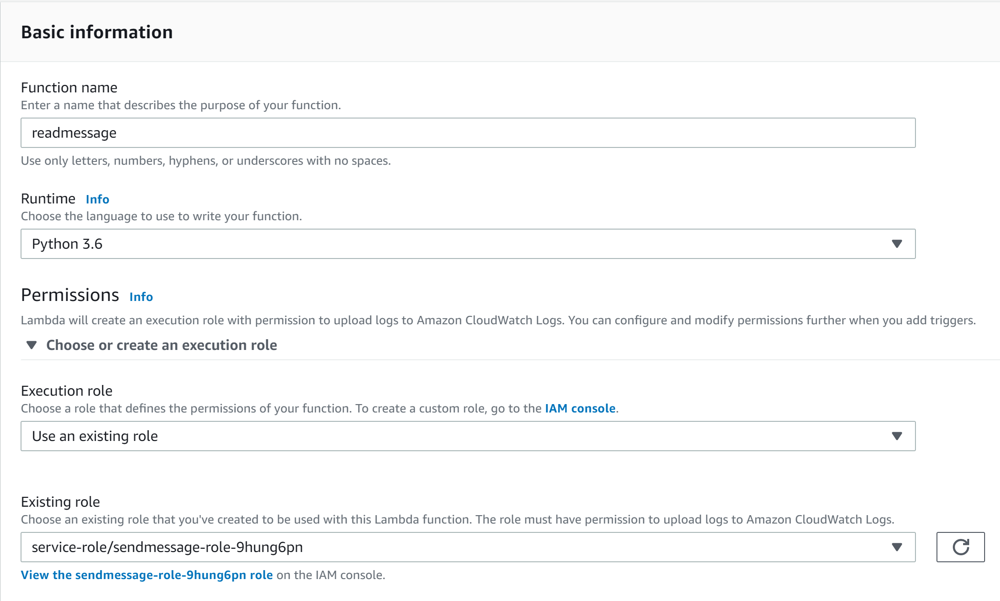 Basic information
Function name
Enter a name that describes the purpose of your function.
readmessage
Use only letters, numbers, hyphens, or underscores with no spaces.
Runtime Info
Choose the language to use to write your function.
Python 3.6
Permissions Info
Lambda will create an execution role with permission to upload logs to Amazon CloudWatch Logs. You can configure and modify permissions further when you add triggers.
Choose or create an execution role
Execution role
Choose a role that defines the permissions of your function. To create a custom role, go to the IAM console.
Use an existing role
Existing role
Choose an existing role that you've created to be used with this Lambda function. The role must have permission to upload logs to Amazon CloudWatch Logs.
service-role/sendmessage-role-9hung6pn
View the sendmessage-role-9hung6pn role on the IAM console.